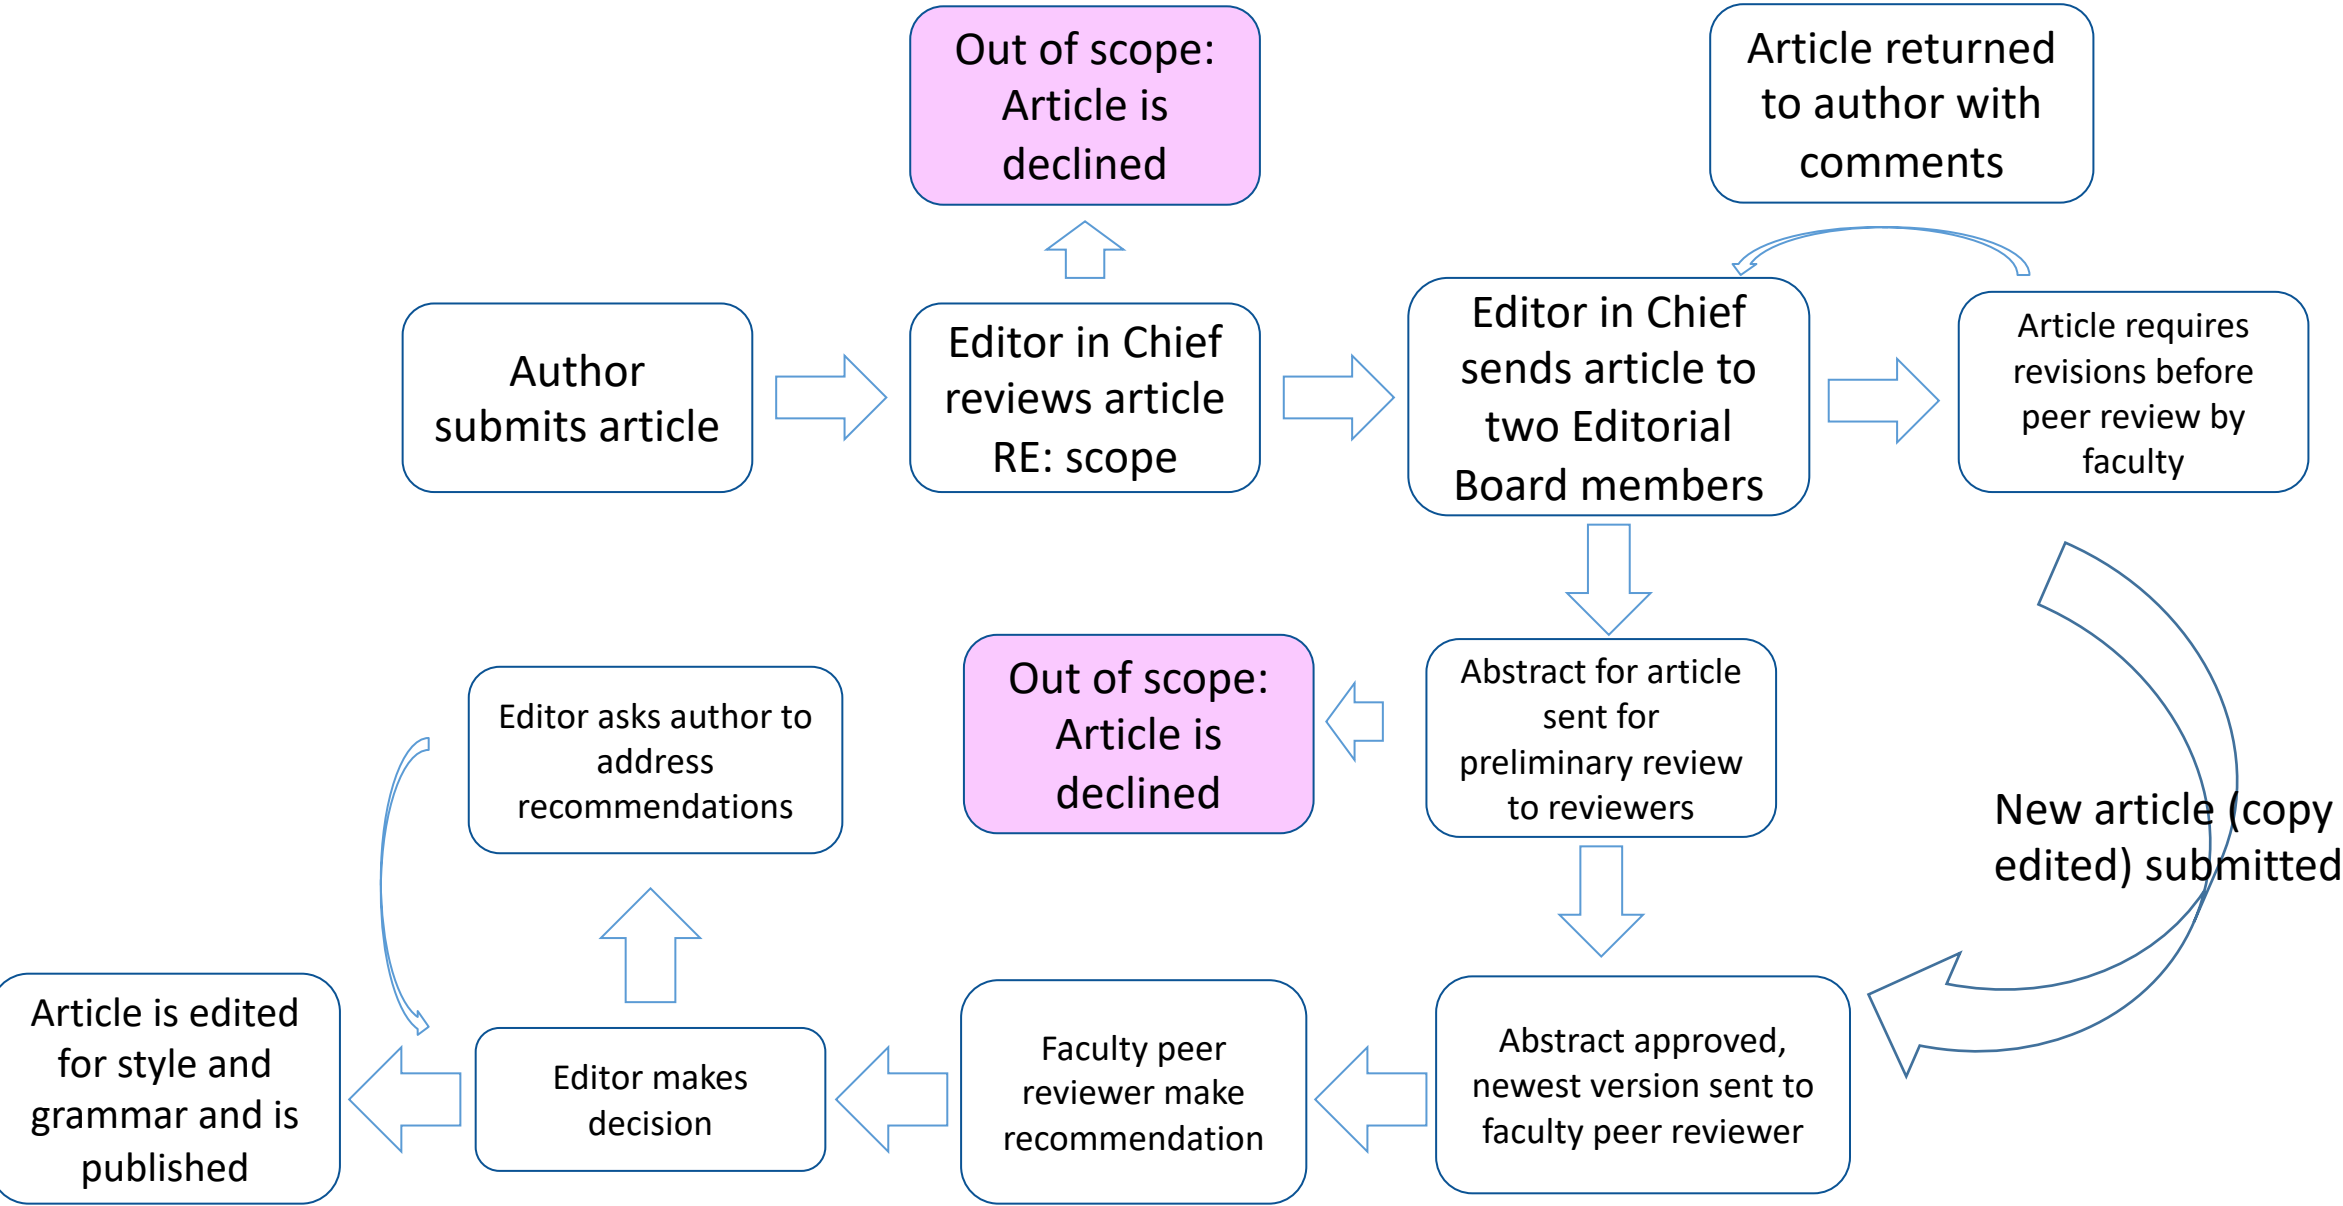 Out of scope:
Article is
declined
Article returned
to author with
comments
Author
submits article
Editor in Chief
reviews article
RE: scope
Editor in Chief
sends article to
two Editorial
Board members
Article requires
revisions before
peer review by
faculty
Editor asks author to
address
recommendations
Out of scope:
Article is
declined
Abstract for article
sent for
preliminary review
to reviewers
New article (copy
edited) submitted
Article is edited
for style and
grammar and is
published
Editor makes
decision
Faculty peer
reviewer make
recommendation
Abstract approved,
newest version sent to
faculty peer reviewer